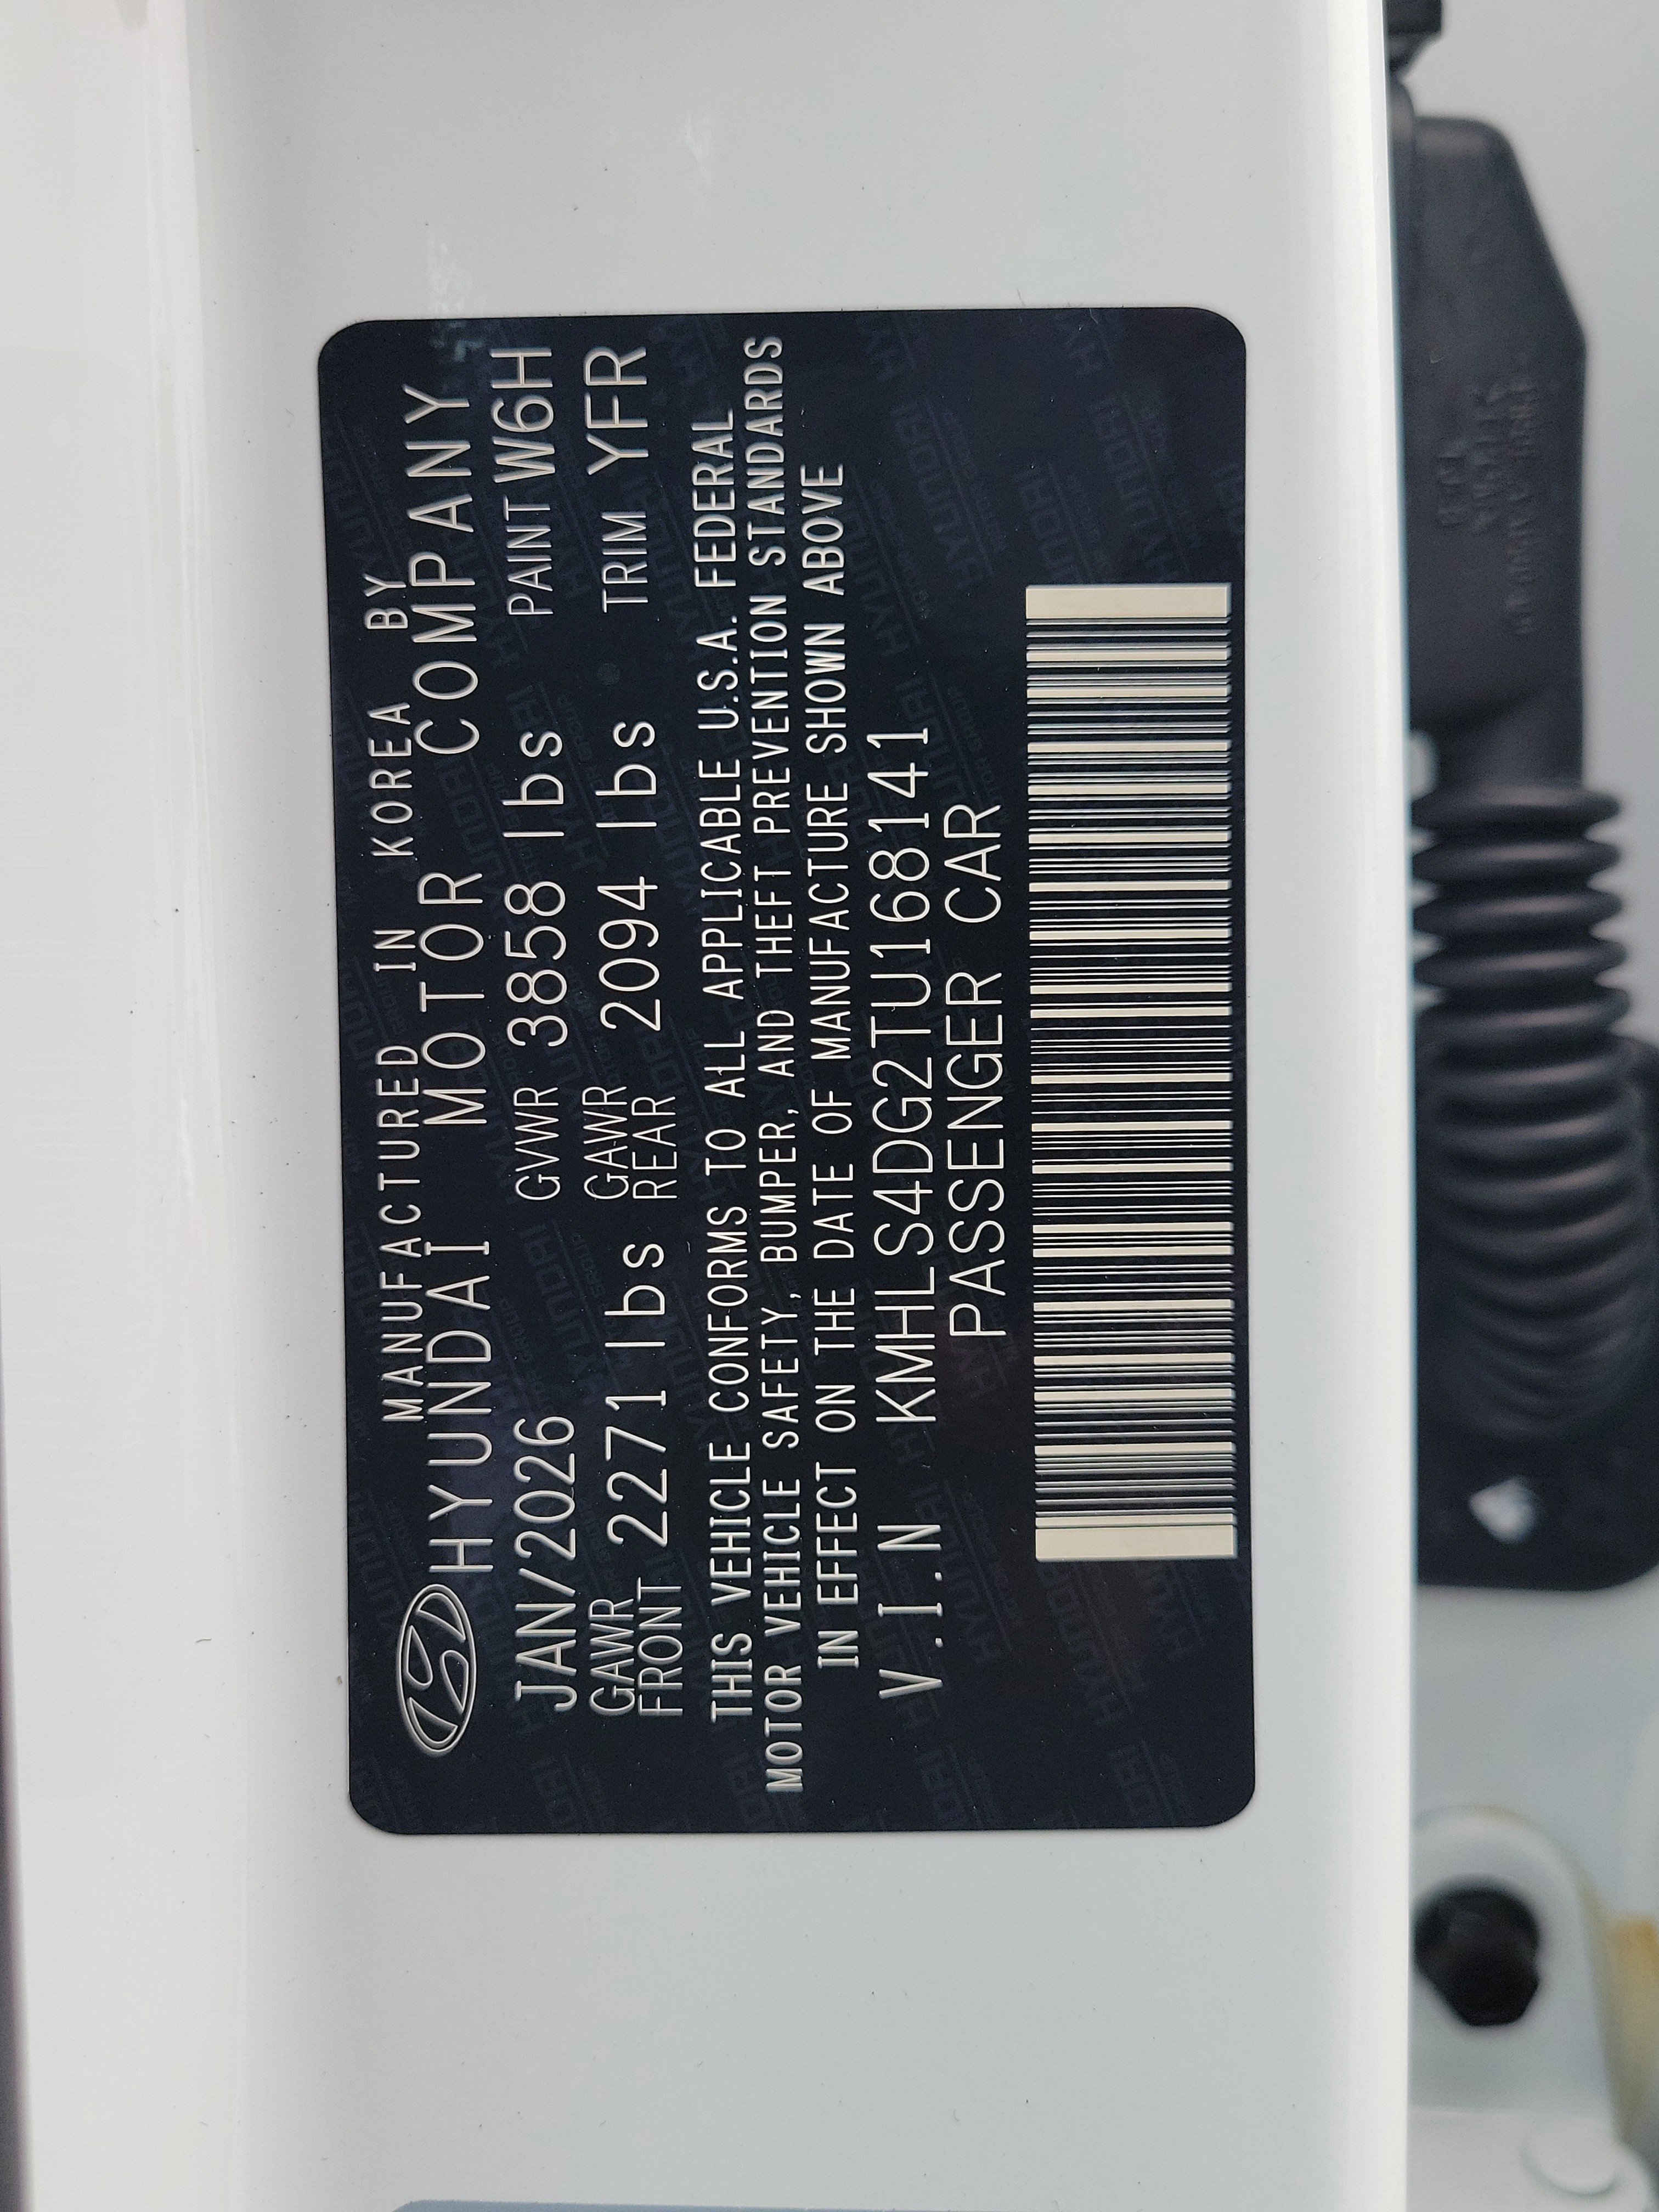 MANUFACTURED IN KOREA BY
HYUNDAI MOTOR COMPANY
JAN/2026 GVWR 3858 lbs PAINT W6H
GAWR FRONT 2271 lbs GAWR REAR 2094 lbs TRIM YFR
THIS VEHICLE CONFORMS TO ALL APPLICABLE U.S.A. FEDERAL
MOTOR VEHICLE SAFETY, BUMPER, AND THEFT PREVENTION STANDARDS
IN EFFECT ON THE DATE OF MANUFACTURE SHOWN ABOVE
V.I.N KMHLS4DG2TU168141
PASSENGER CAR